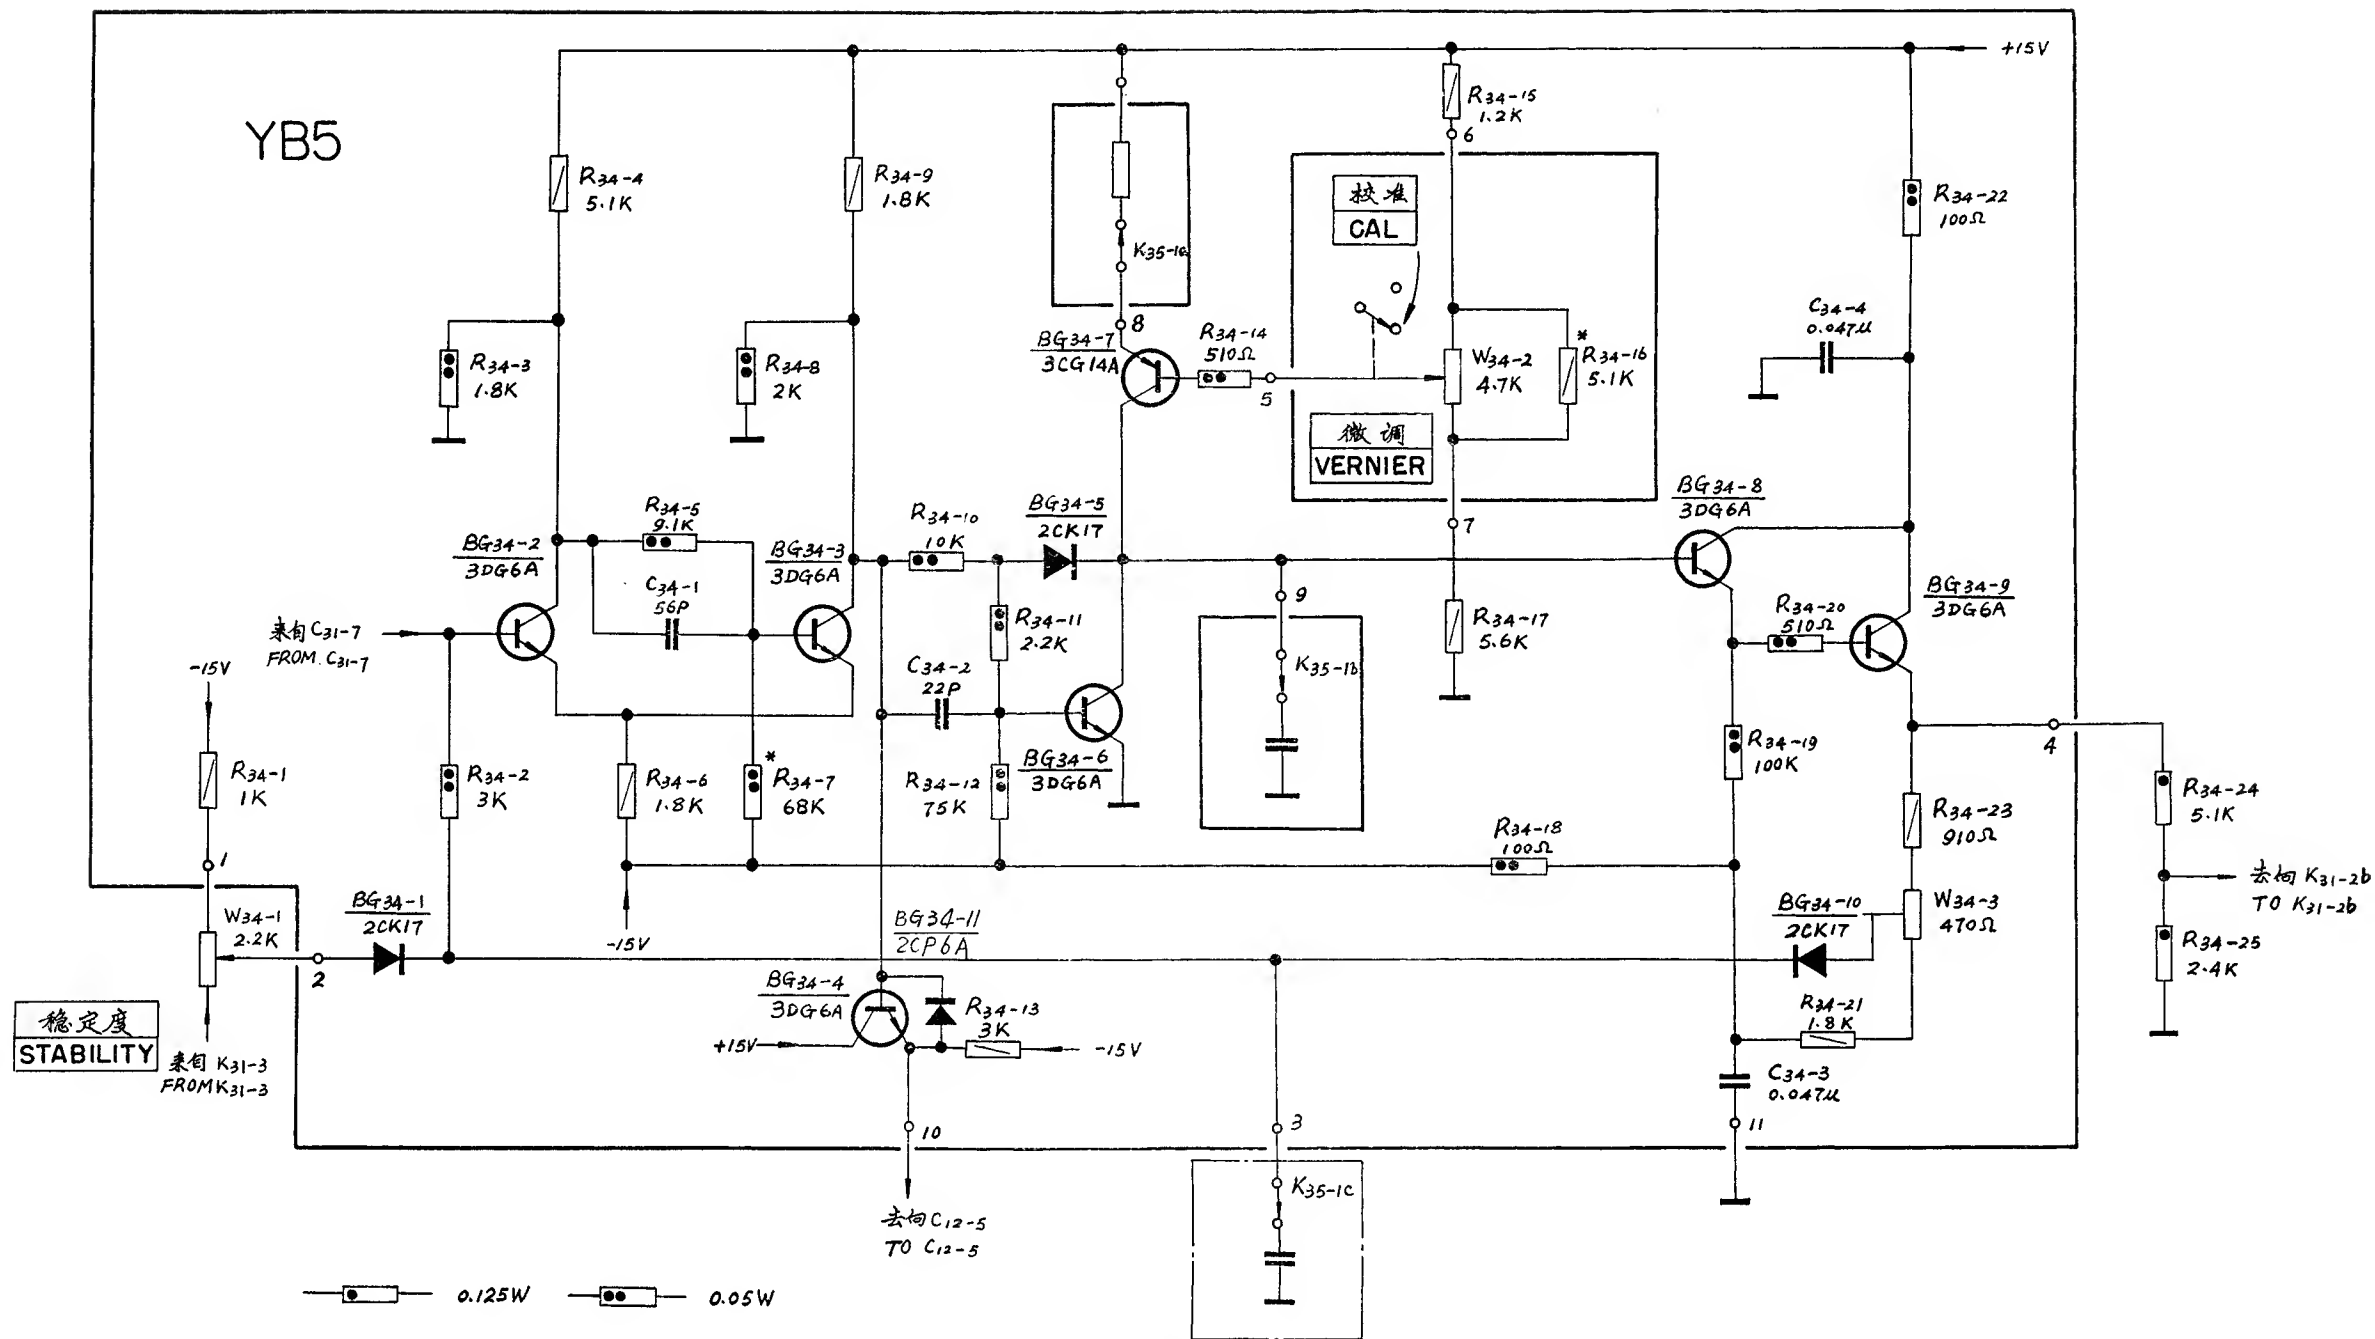 YB5
+15V
R34-4
5.1K
R34-9
1.8K
R34-3
1.8K
R34-8
2K
K35-1a
8
BG34-7
3CG14A
R34-14
510Ω
5
R34-15
1.2K
6
校准
CAL
W34-2
4.7K
*
R34-16
5.1K
微调
VERNIER
7
R34-17
5.6K
R34-22
100Ω
C34-4
0.047μ
BG34-2
3DG6A
R34-5
9.1K
C34-1
56P
BG34-3
3DG6A
R34-10
10K
BG34-5
2CK17
R34-11
2.2K
C34-2
22P
BG34-6
3DG6A
R34-12
75K
9
K35-1b
BG34-8
3DG6A
R34-20
510Ω
BG34-9
3DG6A
R34-19
100K
4
R34-24
5.1K
R34-23
910Ω
去向 K31-2b
TO K31-2b
R34-25
2.4K
来自 C31-7
FROM C31-7
-15V
R34-1
1K
1
R34-2
3K
R34-6
1.8K
*
R34-7
68K
R34-18
100Ω
-15V
W34-1
2.2K
2
BG34-1
2CK17
BG34-11
2CP6A
BG34-10
2CK17
W34-3
470Ω
稳定度
STABILITY
来自 K31-3
FROM K31-3
BG34-4
3DG6A
+15V
R34-13
3K
-15V
R34-21
1.8K
C34-3
0.047μ
10
3
11
去向 C12-5
TO C12-5
K35-1C
0.125W
0.05W